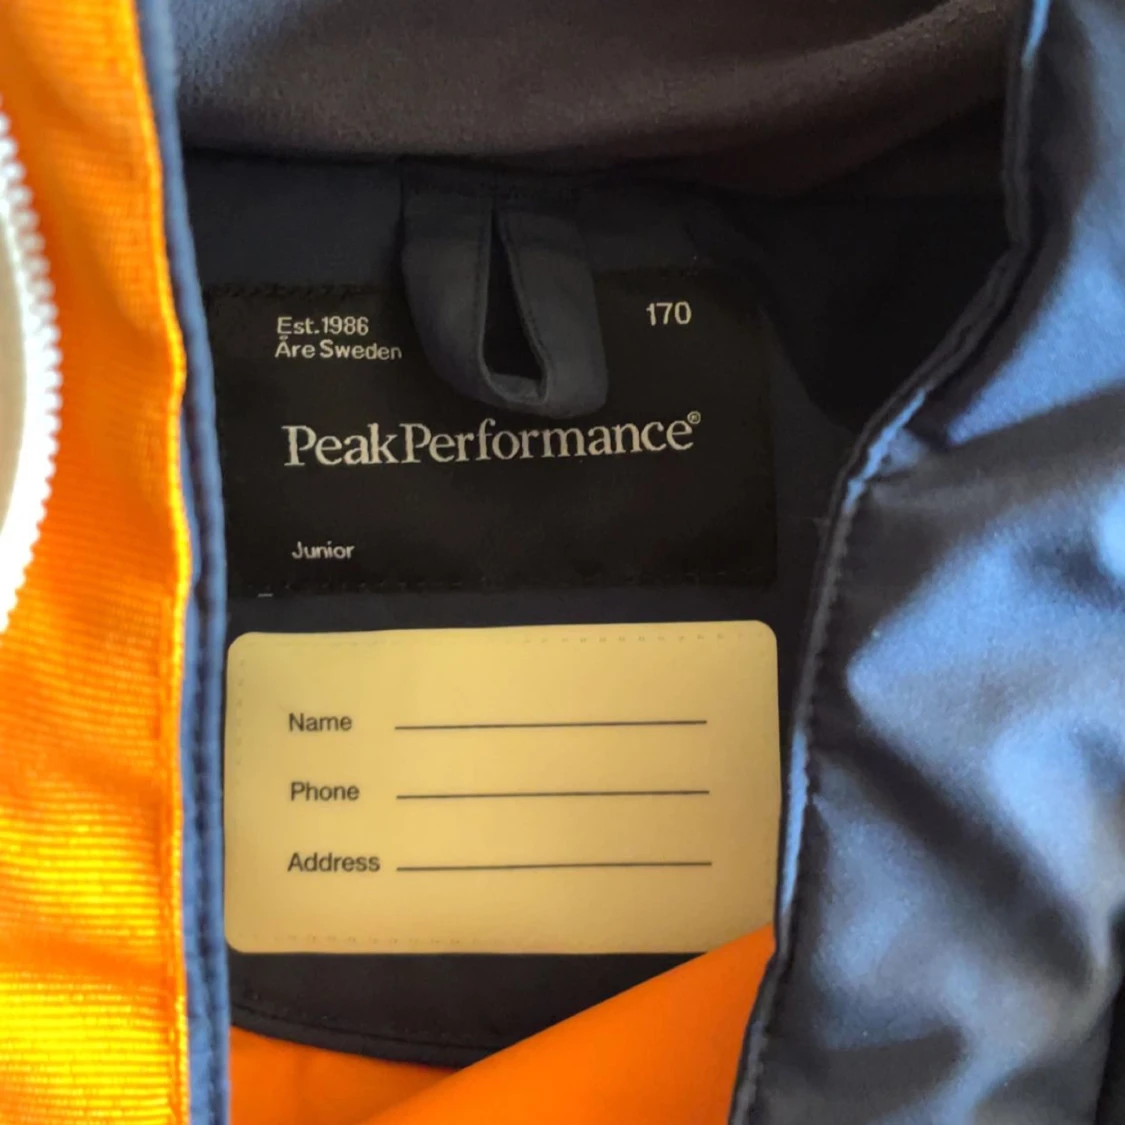 Est.1986
Åre Sweden
170
PeakPerformance®
Junior
Name
Phone
Address